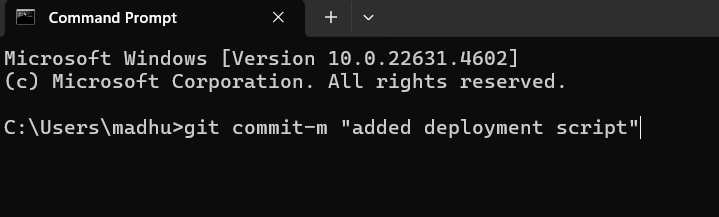 Command Prompt
Microsoft Windows [Version 10.0.22631.4602]
(c) Microsoft Corporation. All rights reserved.
C:\Users\madhu>git commit-m "added deployment script"